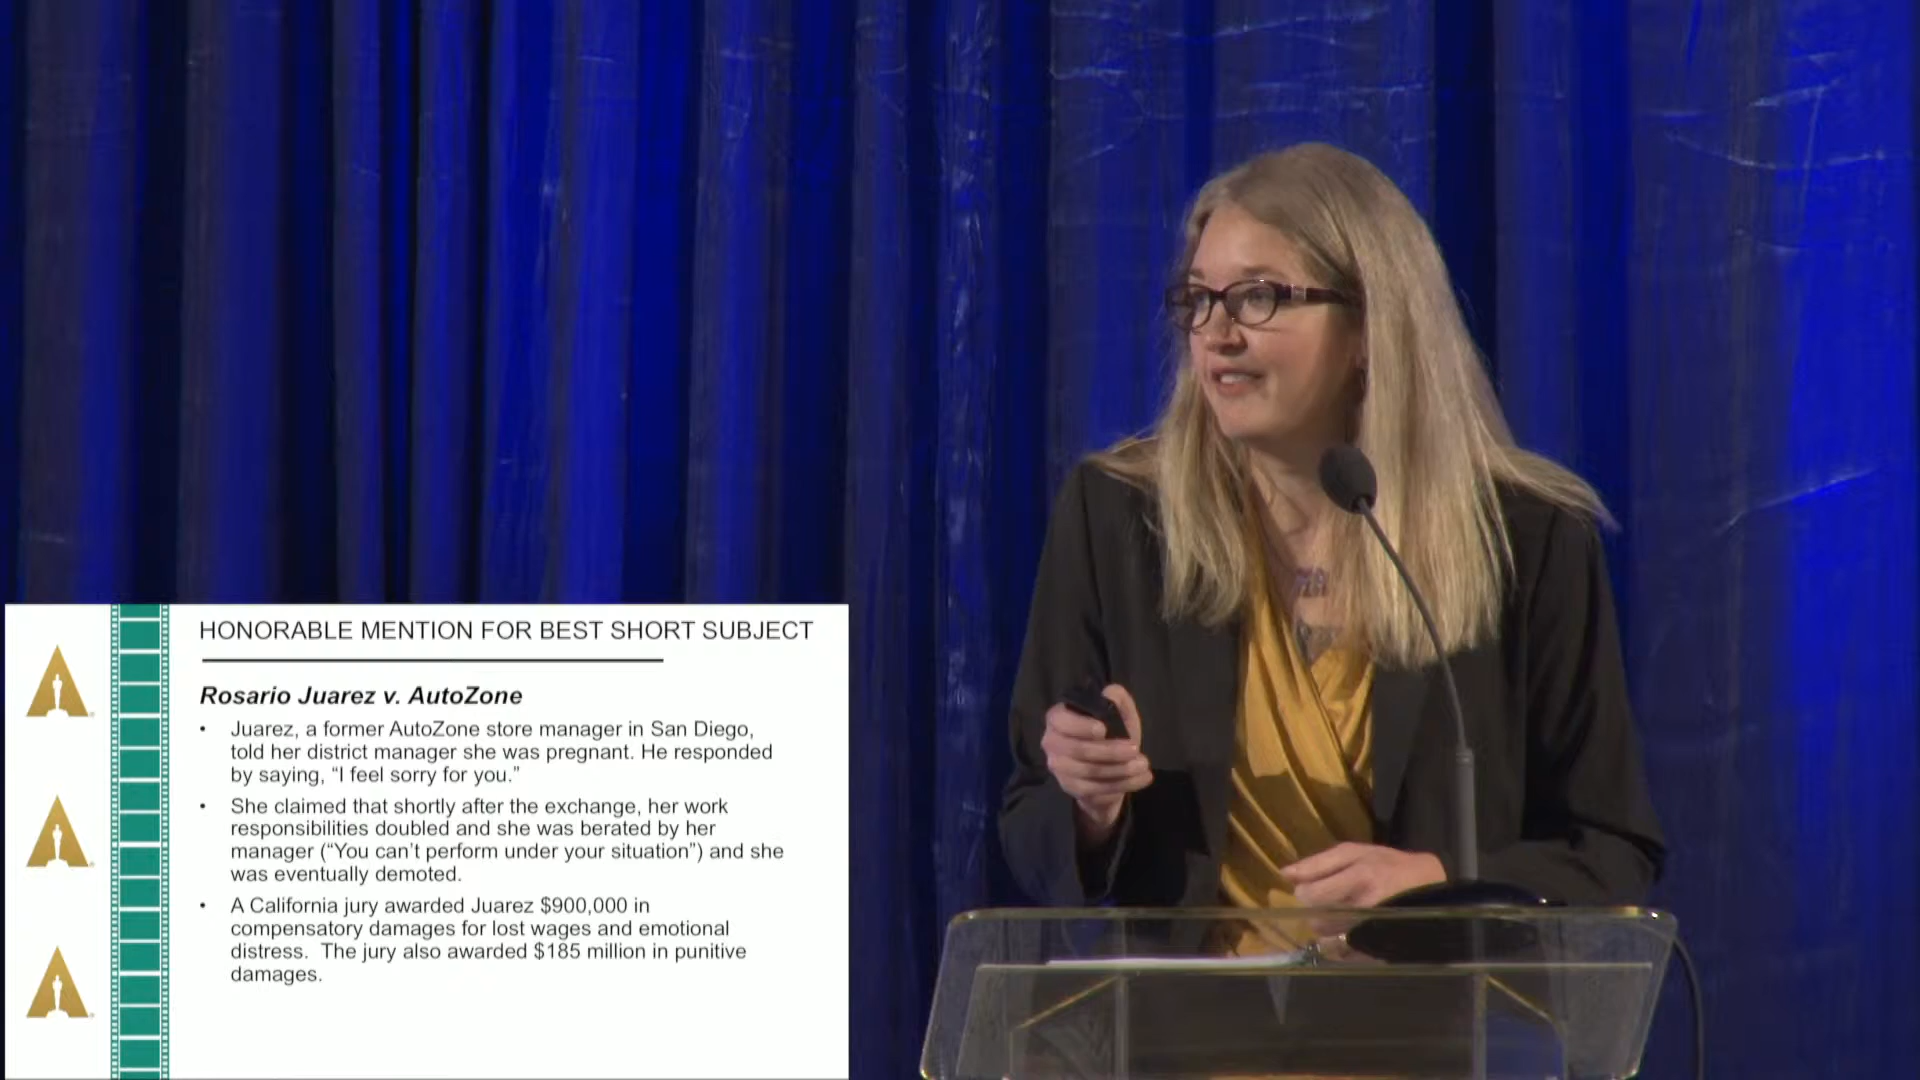 HONORABLE MENTION FOR BEST SHORT SUBJECT
Rosario Juarez v. AutoZone
• Juarez, a former AutoZone store manager in San Diego,
told her district manager she was pregnant. He responded
by saying, “I feel sorry for you.”
• She claimed that shortly after the exchange, her work
responsibilities doubled and she was berated by her
manager (“You can’t perform under your situation”) and she
was eventually demoted.
• A California jury awarded Juarez $900,000 in
compensatory damages for lost wages and emotional
distress.  The jury also awarded $185 million in punitive
damages.